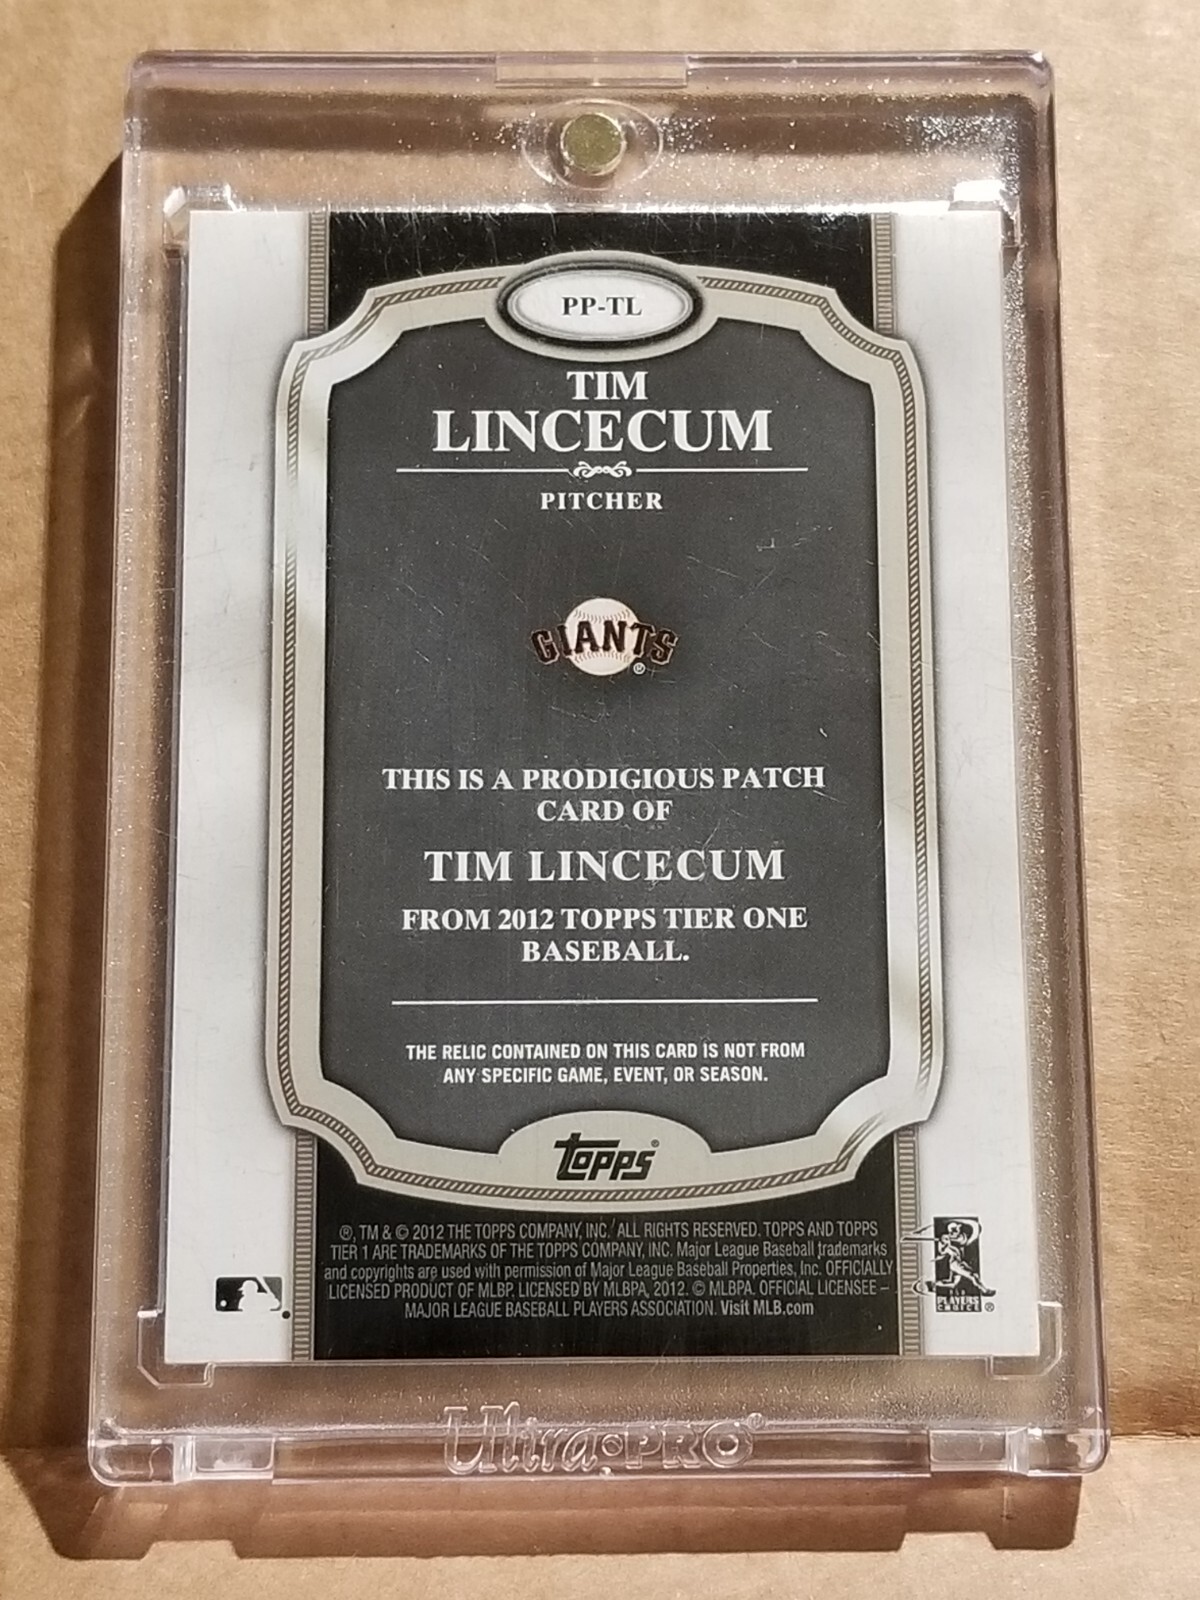 PP-TL
TIM
LINCECUM
PITCHER
GIANTS
®
THIS IS A PRODIGIOUS PATCH
CARD OF
TIM LINCECUM
FROM 2012 TOPPS TIER ONE
BASEBALL.
THE RELIC CONTAINED ON THIS CARD IS NOT FROM
ANY SPECIFIC GAME, EVENT, OR SEASON.
topps®
®, TM & © 2012 THE TOPPS COMPANY, INC. ALL RIGHTS RESERVED. TOPPS AND TOPPS
TIER 1 ARE TRADEMARKS OF THE TOPPS COMPANY, INC. Major League Baseball trademarks
and copyrights are used with permission of Major League Baseball Properties, Inc. OFFICIALLY
LICENSED PRODUCT OF MLBP. LICENSED BY MLBPA, 2012. © MLBPA. OFFICIAL LICENSEE –
MAJOR LEAGUE BASEBALL PLAYERS ASSOCIATION. Visit MLB.com
PLAYERS
CHOICE ®
Ultra·PRO®